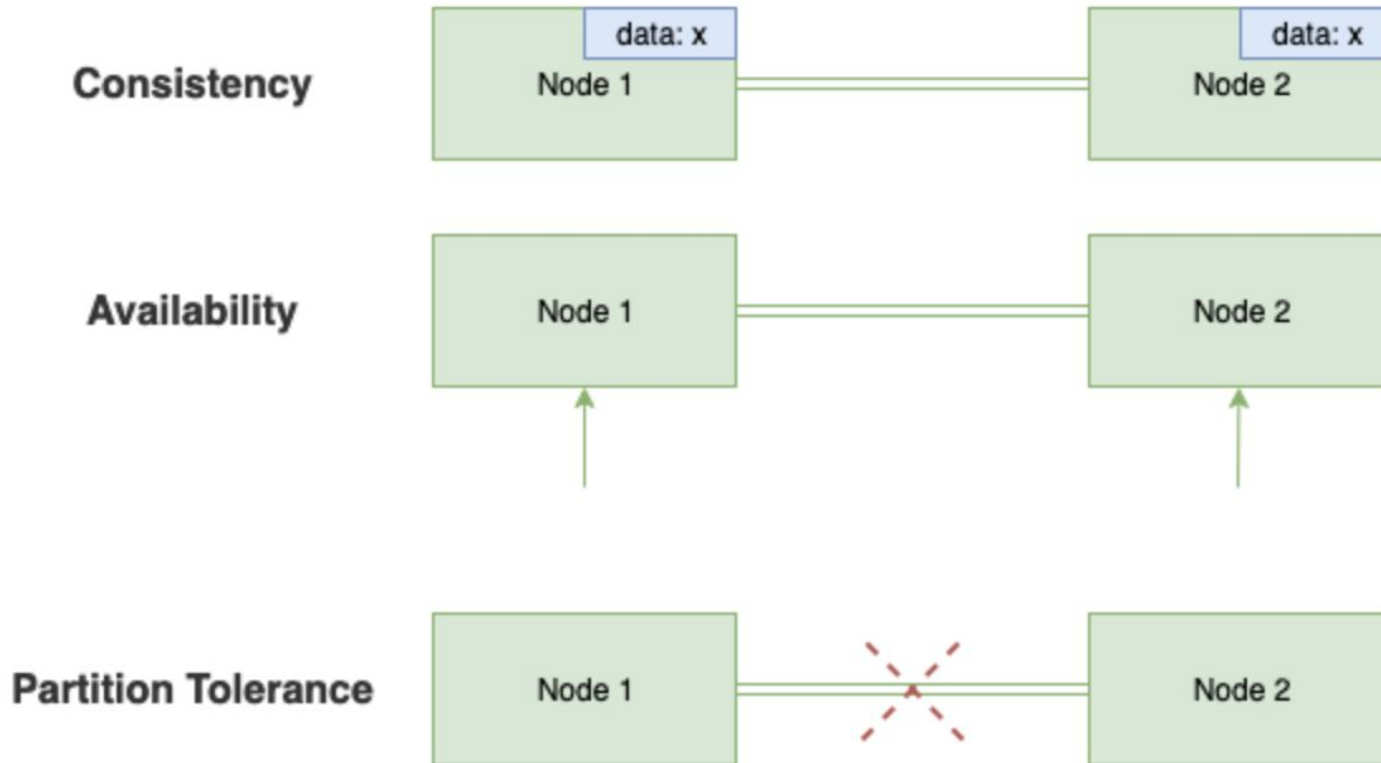 data: x
data: x
Consistency
Node 1
Node 2
Availability
Node 1
Node 2
Partition Tolerance
Node 1
Node 2